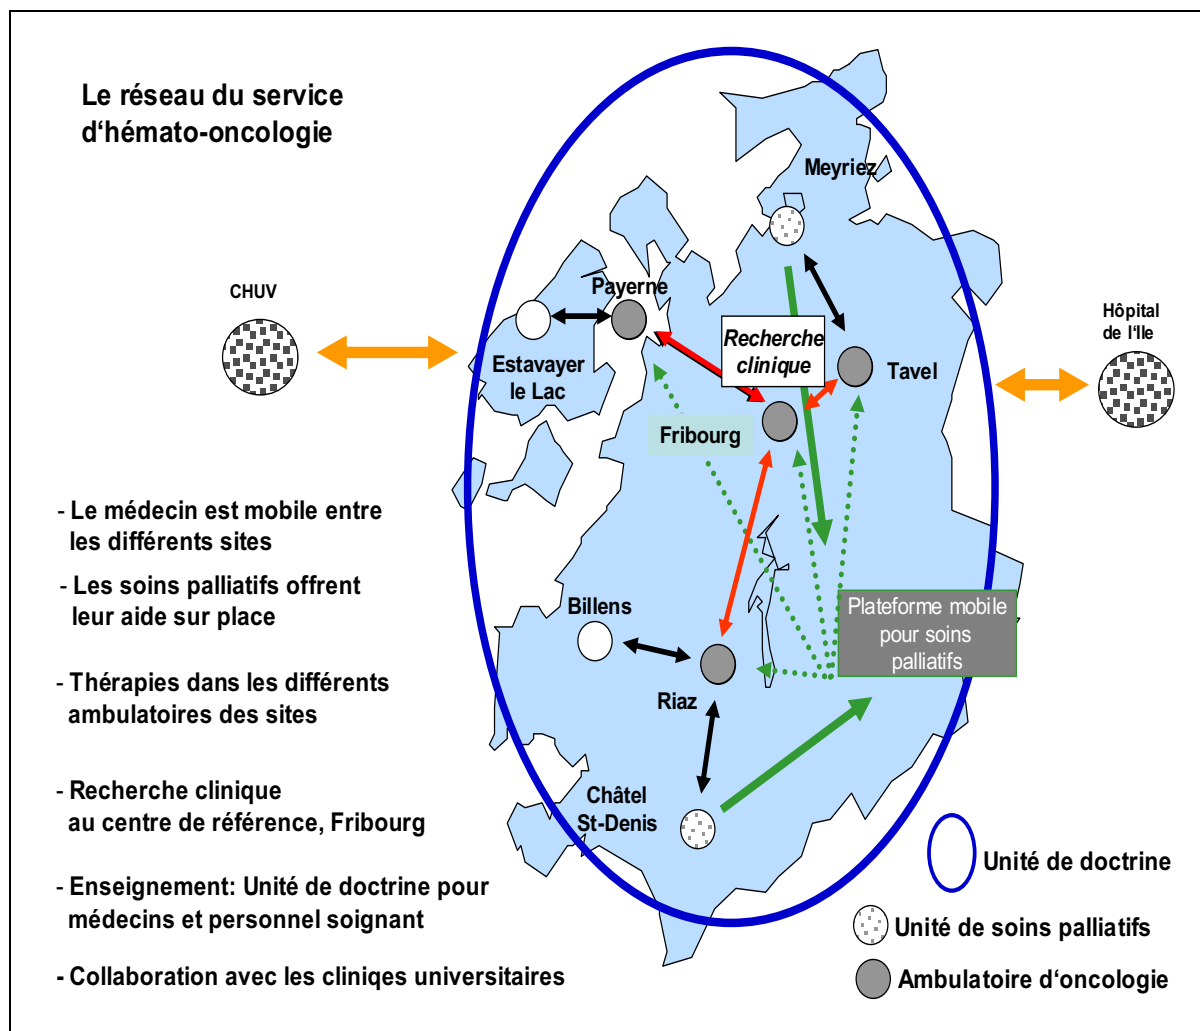 Le réseau du service
d'hémato-oncologie
Meyriez
Payerne
CHUV
Hôpital
de l'Ile
Recherche
clinique
Estavayer
le Lac
Tavel
Fribourg
- Le médecin est mobile entre
les différents sites
- Les soins palliatifs offrent
leur aide sur place
Billens
Plateforme mobile
pour soins
palliatifs
- Thérapies dans les différents
ambulatoires des sites
Riaz
- Recherche clinique
au centre de référence, Fribourg
Châtel
St-Denis
Unité de doctrine
- Enseignement: Unité de doctrine pour
médecins et personnel soignant
Unité de soins palliatifs
- Collaboration avec les cliniqes universitaires
Ambulatoire d'oncologie